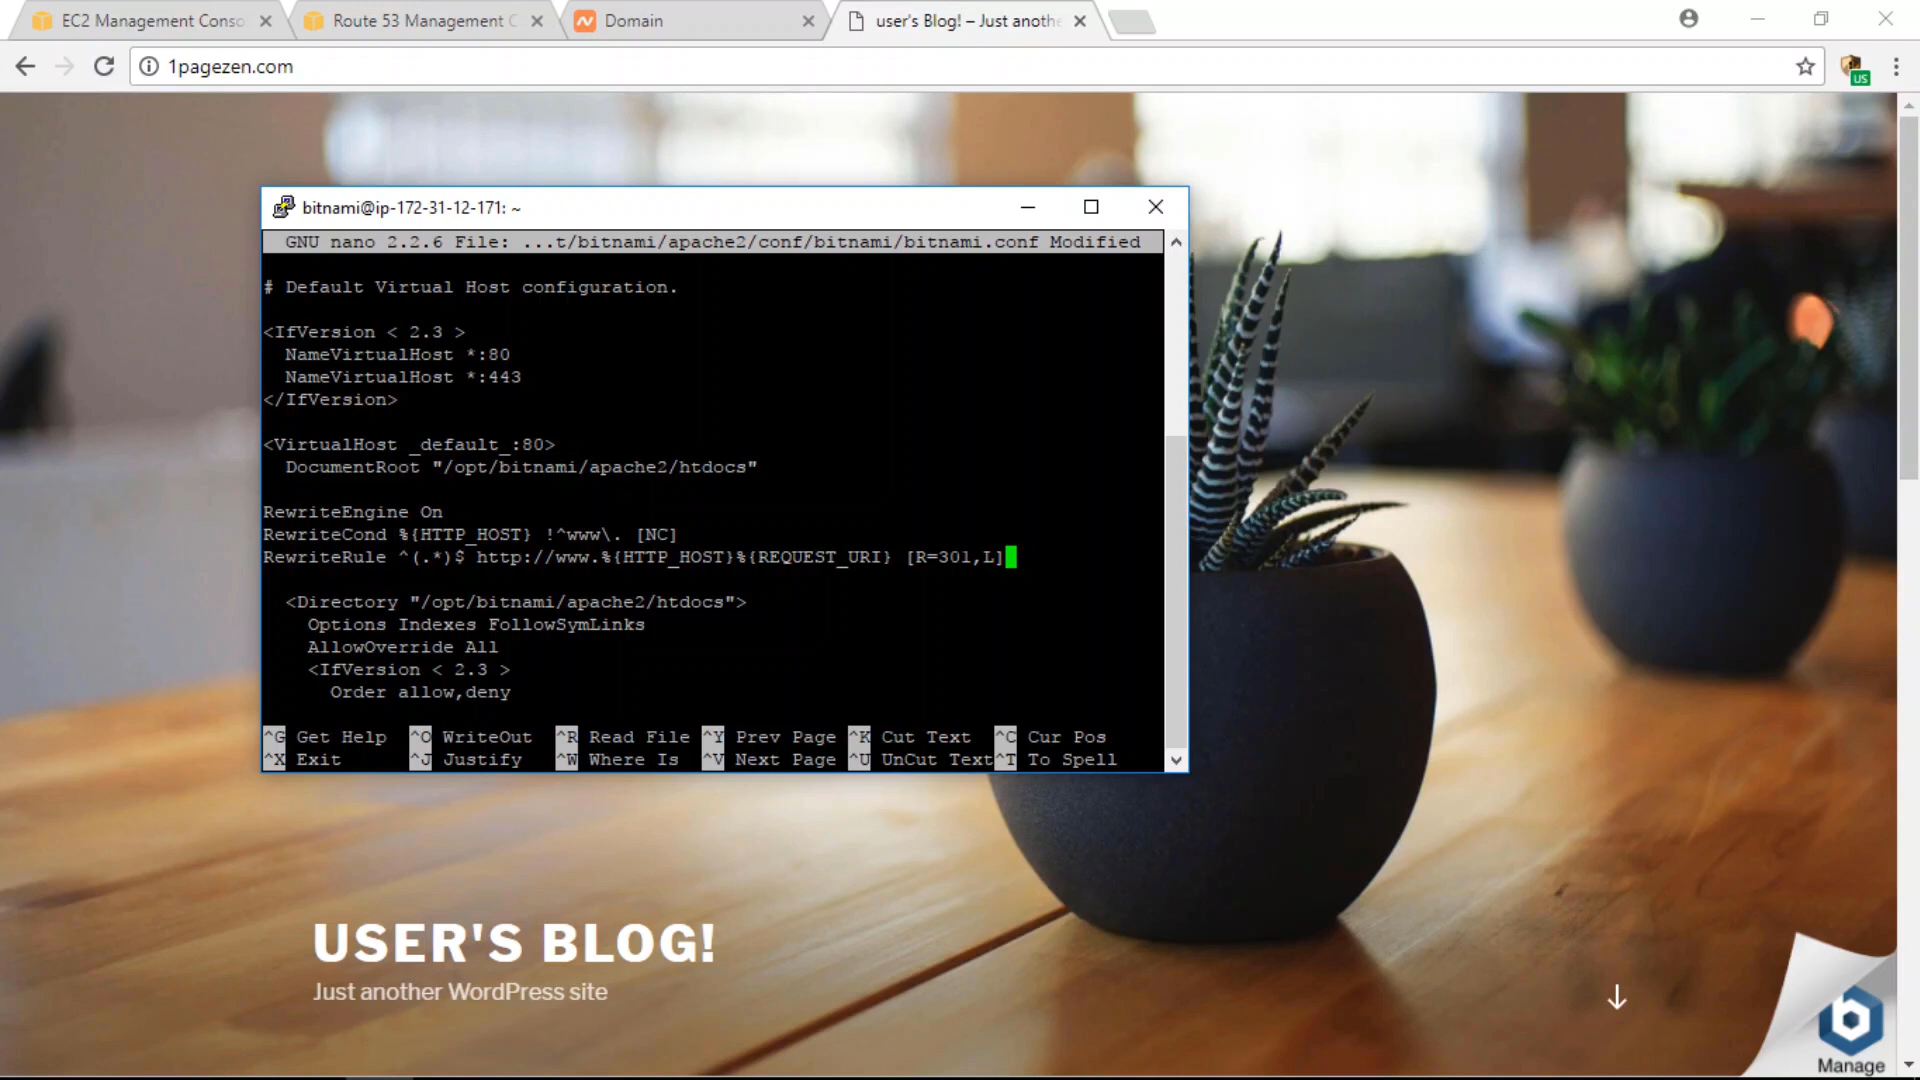 EC2 Management Conso
Route 53 Management C
Domain
user's Blog! – Just anothe
1pagezen.com
us
bitnami@ip-172-31-12-171: ~
GNU nano 2.2.6 File: ...t/bitnami/apache2/conf/bitnami/bitnami.conf Modified
# Default Virtual Host configuration.
<IfVersion < 2.3 >
NameVirtualHost *:80
NameVirtualHost *:443
</IfVersion>
<VirtualHost _default_:80>
DocumentRoot "/opt/bitnami/apache2/htdocs"
RewriteEngine On
RewriteCond %{HTTP_HOST} !^www\. [NC]
RewriteRule ^(.*)$ http://www.%{HTTP_HOST}%{REQUEST_URI} [R=301,L]
<Directory "/opt/bitnami/apache2/htdocs">
Options Indexes FollowSymLinks
AllowOverride All
<IfVersion < 2.3 >
Order allow,deny
^G Get Help ^O WriteOut ^R Read File ^Y Prev Page ^K Cut Text ^C Cur Pos
^X Exit ^J Justify ^W Where Is ^V Next Page ^U UnCut Text ^T To Spell
USER'S BLOG!
Just another WordPress site
b
Manage